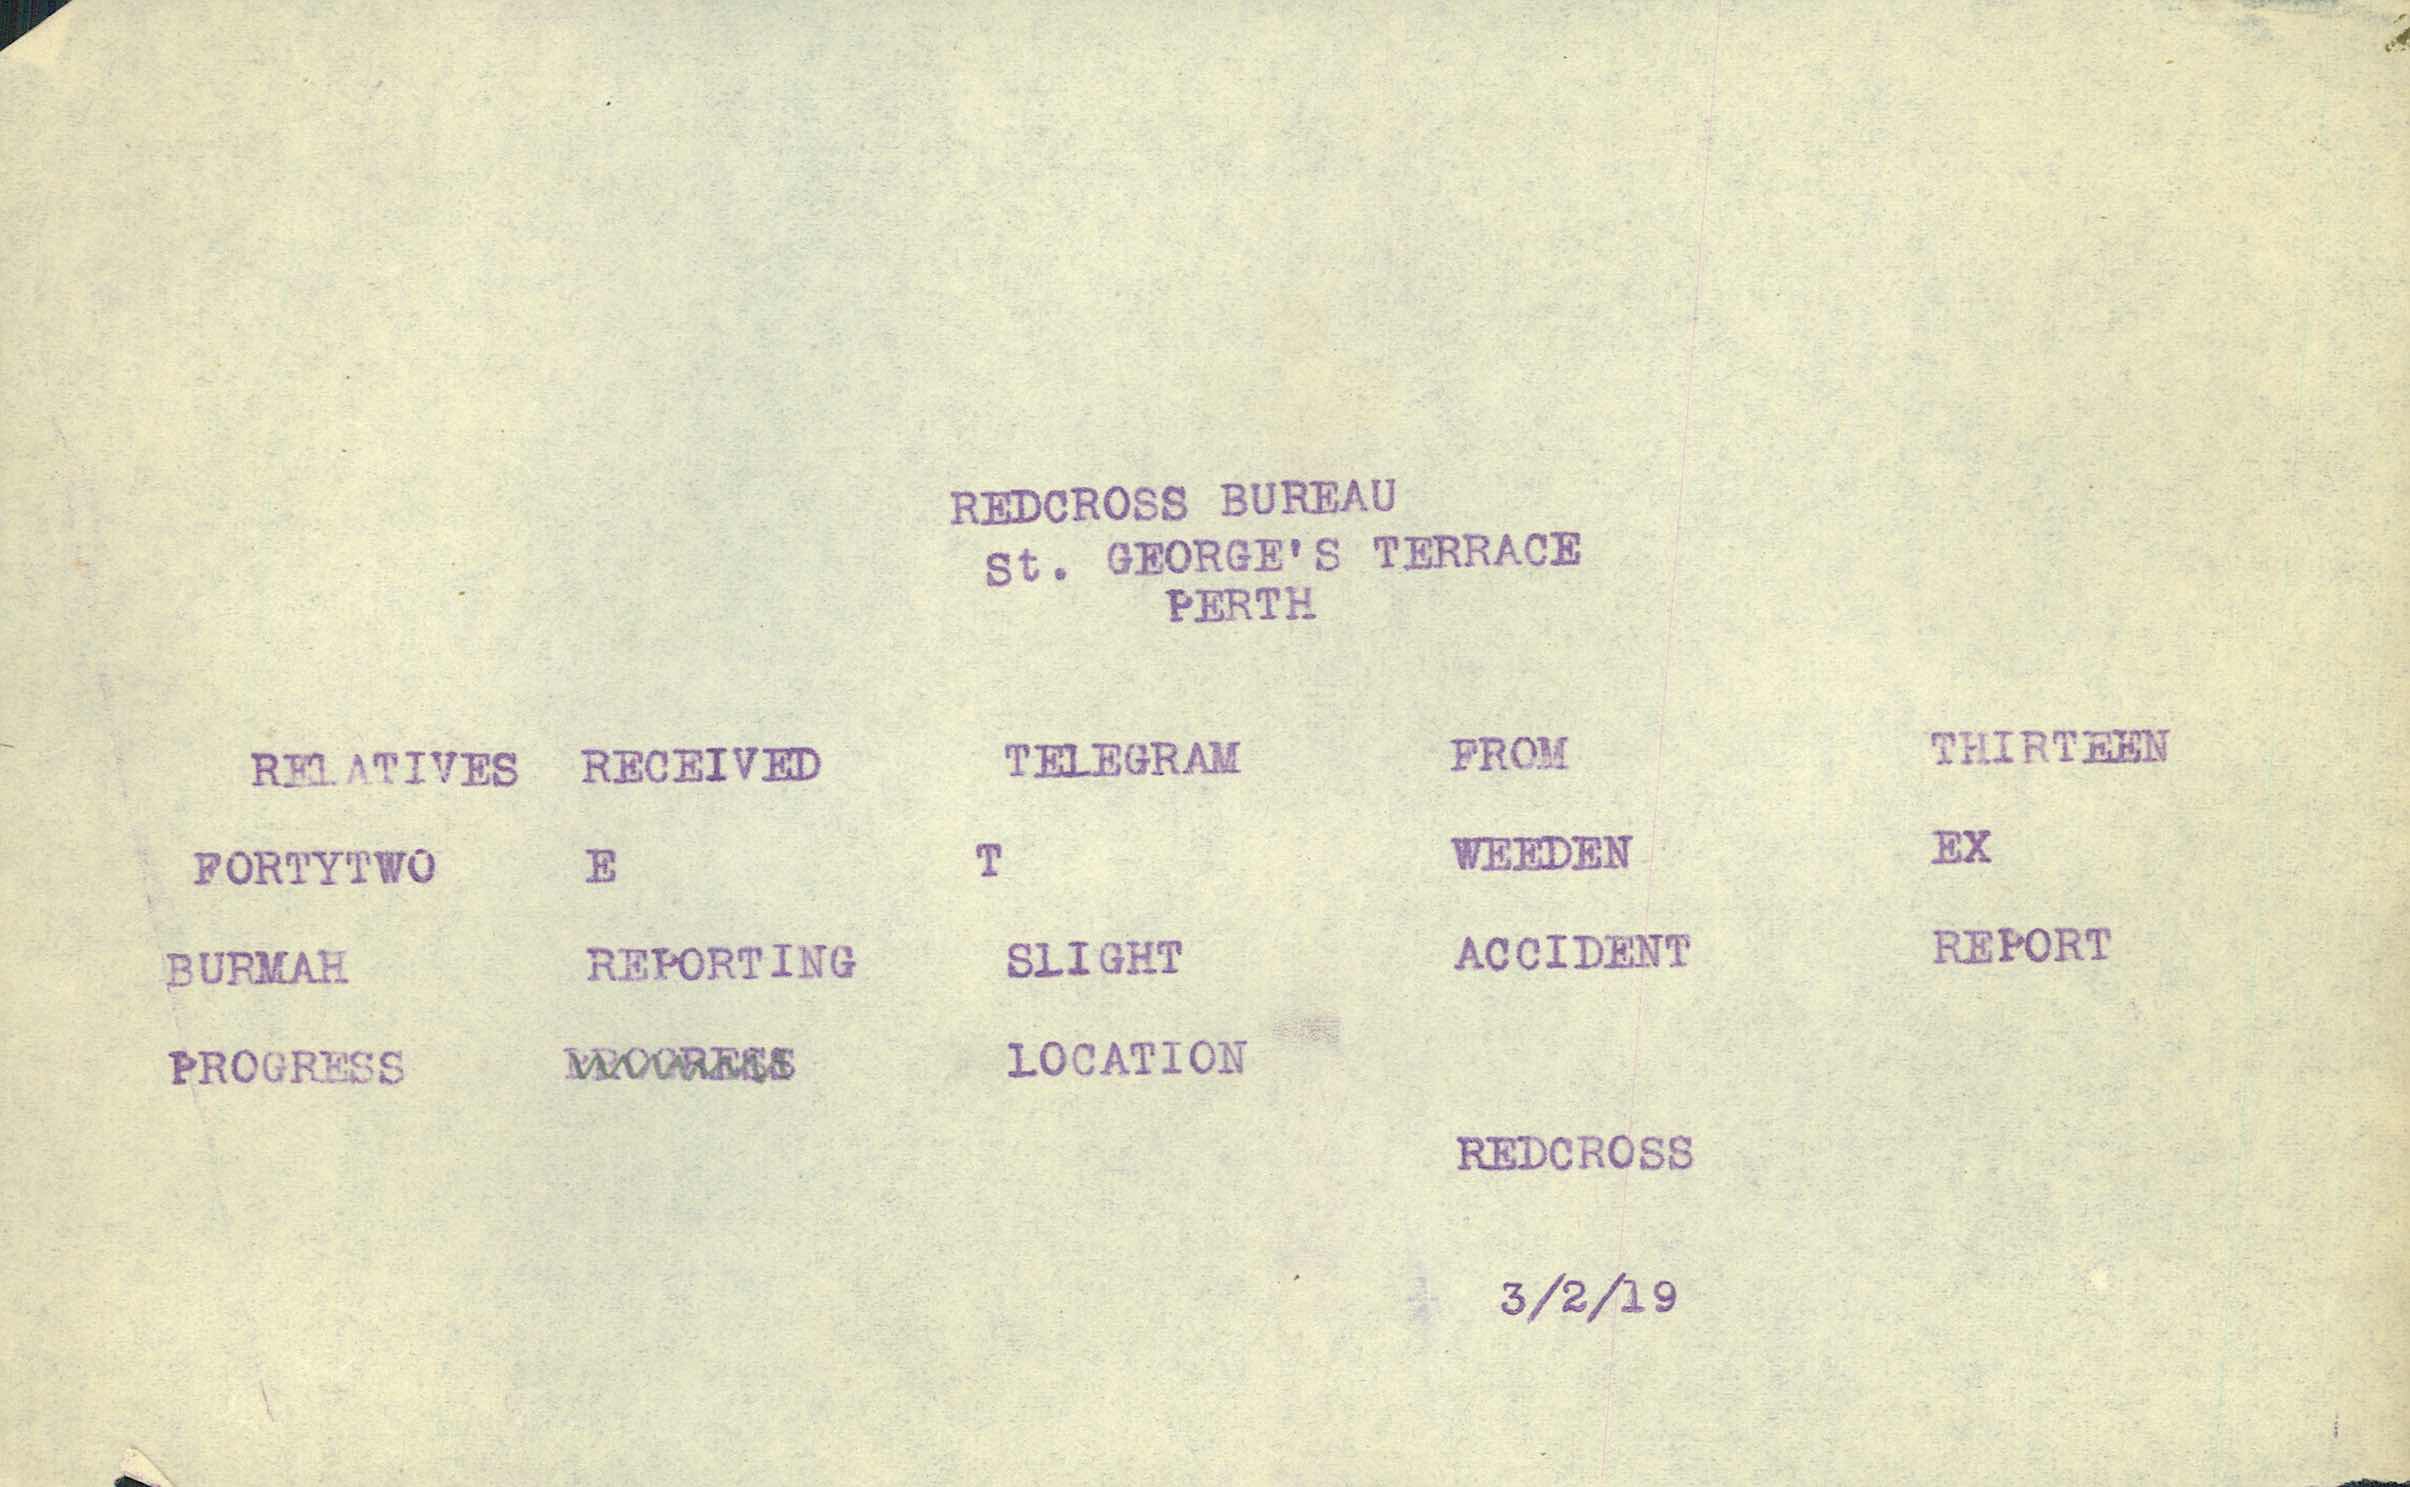 REDCROSS BUREAU
St. GEORGE'S TERRACE
PERTH
RELATIVES RECEIVED TELEGRAM FROM THIRTEEN
FORTYTWO E T WEEDEN EX
BURMAH REPORTING SLIGHT ACCIDENT REPORT
PROGRESS PROGRESS LOCATION
REDCROSS
3/2/19